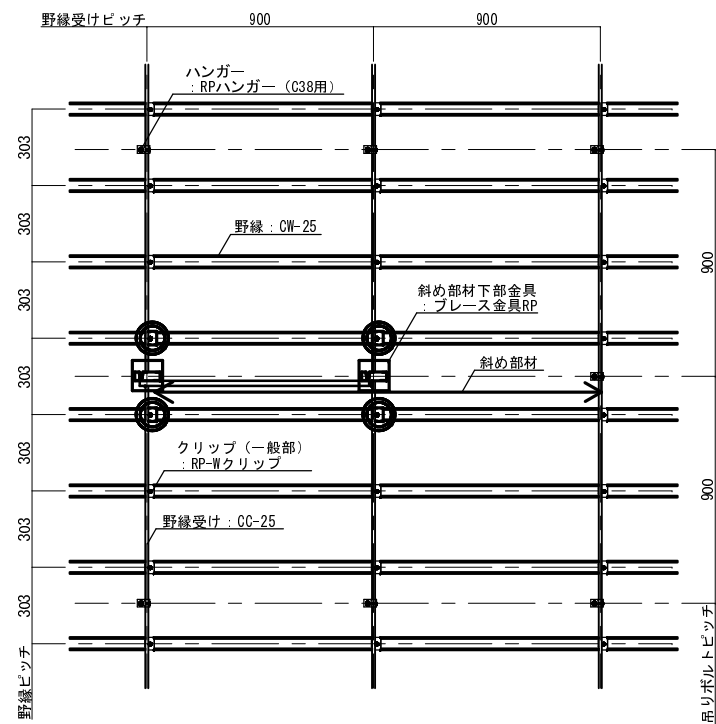 野縁受けピッチ
900
900
ハンガー
：RPハンガー（C38用）
303
303
野縁：CW-25
900
303
斜め部材下部金具
：ブレース金具RP
斜め部材
303
クリップ（一般部）
：RP-Wクリップ
303
900
野縁受け：CC-25
303
303
野縁ピッチ
吊りボルトピッチ